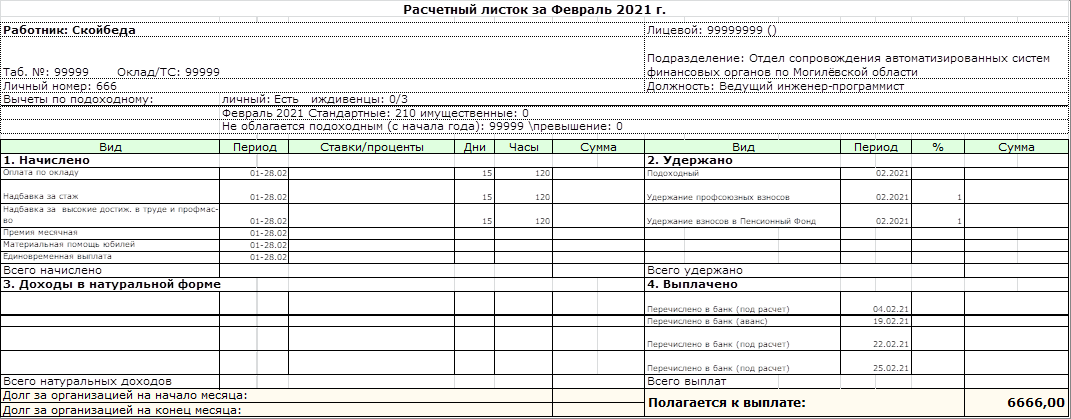 Расчетный листок за Февраль 2021 г.
Работник: Скойбеда Лицевой: 99999999 ()
Таб. №: 99999 Оклад/ТС: 99999 Подразделение: Отдел сопровождения автоматизированных систем
финансовых органов по Могилёвской области
Личный номер: 666 Должность: Ведущий инженер-программист
Вычеты по подоходному: личный: Есть иждивенцы: 0/3
Февраль 2021 Стандартные: 210 имущественные: 0
Не облагается подоходным (с начала года): 99999 \превышение: 0
Вид Период Ставки/проценты Дни Часы Сумма Вид Период % Сумма
1. Начислено 2. Удержано
Оплата по окладу 01-28.02 15 120 Подоходный 02.2021
Надбавка за стаж 01-28.02 15 120 Удержание профсоюзных взносов 02.2021 1
Надбавка за высокие достиж. в труде и профмас-
во 01-28.02 15 120 Удержание взносов в Пенсионный Фонд 02.2021 1
Премия месячная 01-28.02
Материальная помощь юбилей 01-28.02
Единовременная выплата 01-28.02
Всего начислено Всего удержано
3. Доходы в натуральной форме 4. Выплачено
Перечислено в банк (под расчет) 04.02.21
Перечислено в банк (аванс) 19.02.21
Перечислено в банк (под расчет) 22.02.21
Перечислено в банк (под расчет) 25.02.21
Всего натуральных доходов Всего выплат
Долг за организацией на начало месяца:
Полагается к выплате: 6666,00
Долг за организацией на конец месяца: